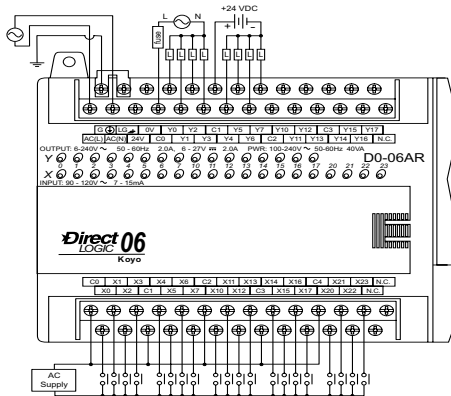 +24 VDC
L N + -
fuse L L L L L L L L
G LG 0V Y0 Y2 C1 Y5 Y7 Y10 Y12 C3 Y15 Y17
AC(L) AC(N) 24V C0 Y1 Y3 Y4 Y6 C2 Y11 Y13 Y14 Y16 N.C.
OUTPUT: 6-240V ~ 50 - 60Hz 2.0A, 6 - 27V 2.0A PWR: 100-240V ~ 50-60Hz 40VA
Y D0-06AR
0 1 2 3 4 5 6 7 10 11 12 13 14 15 16 17 20 21 22 23
X
INPUT: 90 - 120V ~ 7 - 15mA
Direct
LOGIC 06
Koyo
C0 X1 X3 X4 X6 C2 X11 X13 X14 X16 C4 X21 X23 N.C.
X0 X2 C1 X5 X7 X10 X12 C3 X15 X17 X20 X22 N.C.
AC
Supply